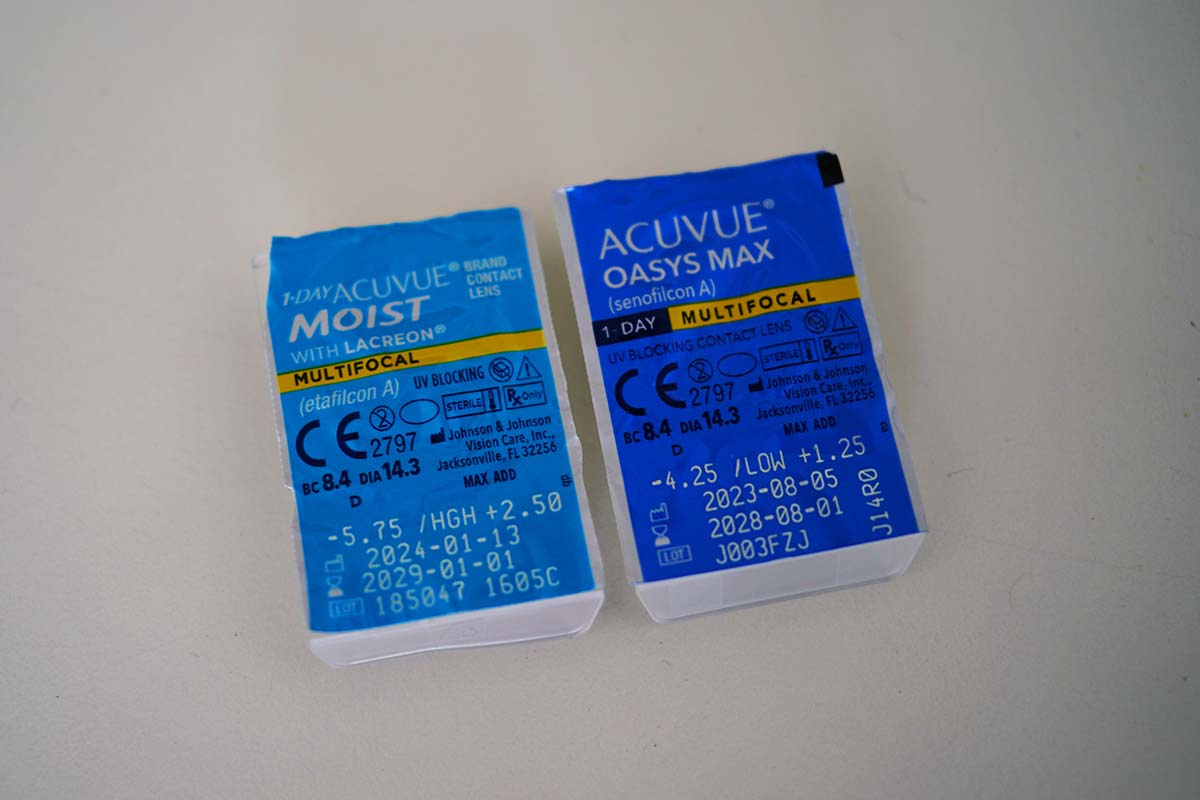 1-DAY ACUVUE® BRAND CONTACT LENS
MOIST
WITH LACREON®
MULTIFOCAL
(etafilcon A) UV BLOCKING
CE 2797 STERILE Rx Only
Johnson & Johnson
Vision Care, Inc.,
Jacksonville, FL 32256
BC 8.4 DIA 14.3
MAX ADD
D
-5.75 /HGH +2.50
2024-01-13
2029-01-01
LOT 185047 1605C
ACUVUE®
OASYS MAX
(senofilcon A)
1-DAY MULTIFOCAL
UV BLOCKING CONTACT LENS
CE 2797 STERILE Rx Only
Johnson & Johnson
Vision Care, Inc.,
Jacksonville, FL 32256
BC 8.4 DIA 14.3
MAX ADD
D
-4.25 /LOW +1.25
2023-08-05
2028-08-01
LOT J003FZJ
J14R0